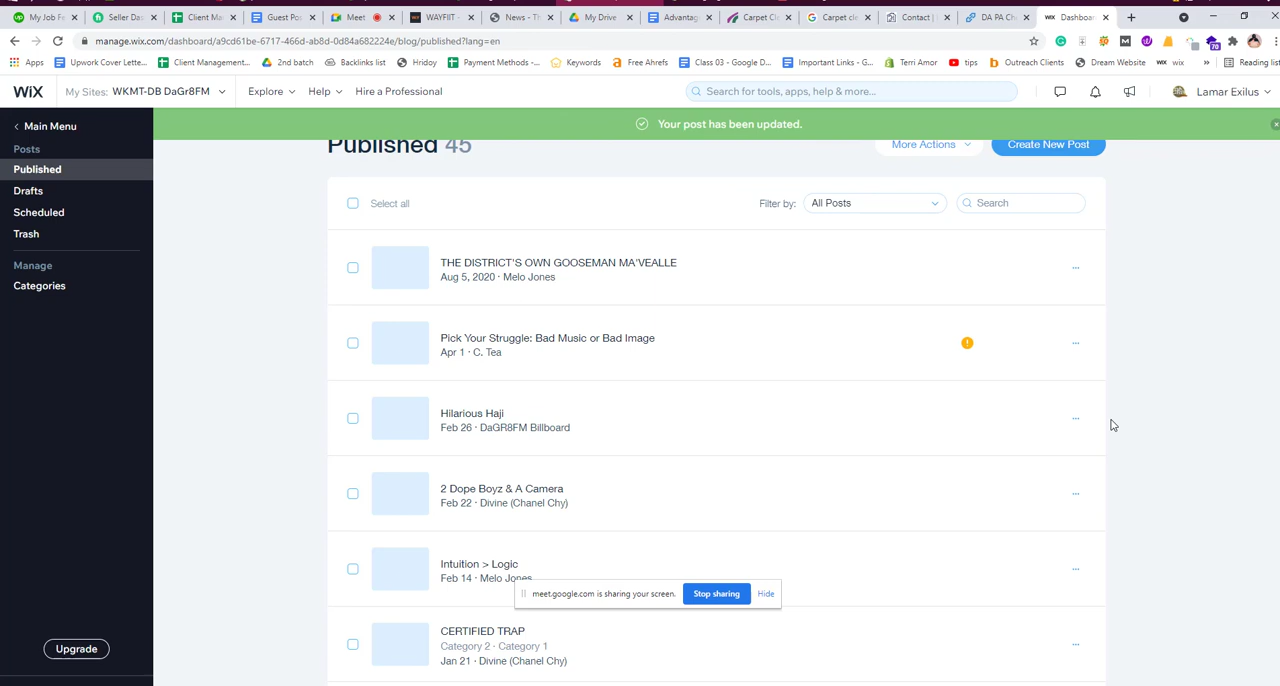 My Job Fe
Seller Das
Client Ma
Guest Pos
Meet
WAYFIIT -
News - Th
My Drive
Advantag
Carpet Cle
Carpet cle
Contact |
DA PA Ch
WiX Dashboar
manage.wix.com/dashboard/a9cd61be-6717-466d-ab8d-0d84a682224e/blog/published?lang=en
70
Apps
Upwork Cover Lette...
Client Management...
2nd batch
Backlinks list
Hridoy
Payment Methods -...
Keywords
Free Ahrefs
Class 03 - Google D...
Important Links - G...
Terri Amor
tips
Outreach Clients
Dream Website
WiX wix
»
Reading list
WiX
My Sites: WKMT-DB DaGr8FM
Explore
Help
Hire a Professional
Search for tools, apps, help & more...
Lamar Exilus
Your post has been updated.
Main Menu
Posts
Published
Drafts
Scheduled
Trash
Manage
Categories
Upgrade
Published 45
More Actions
Create New Post
Select all
Filter by: All Posts
Search
THE DISTRICT'S OWN GOOSEMAN MA'VEALLE
Aug 5, 2020 · Melo Jones
Pick Your Struggle: Bad Music or Bad Image
Apr 1 · C. Tea
Hilarious Haji
Feb 26 · DaGR8FM Billboard
2 Dope Boyz & A Camera
Feb 22 · Divine (Chanel Chy)
Intuition > Logic
Feb 14 · Melo Jones
meet.google.com is sharing your screen. Stop sharing Hide
CERTIFIED TRAP
Category 2 · Category 1
Jan 21 · Divine (Chanel Chy)